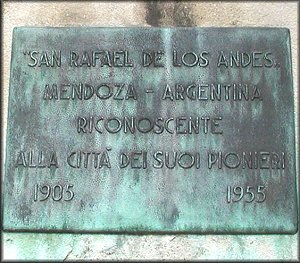 "SAN RAFAEL DE LOS ANDES„
MENDOZA - ARGENTINA
RICONOSCENTE
ALLA CITTÀ DEI SUOI PIONIERI
1905 1955